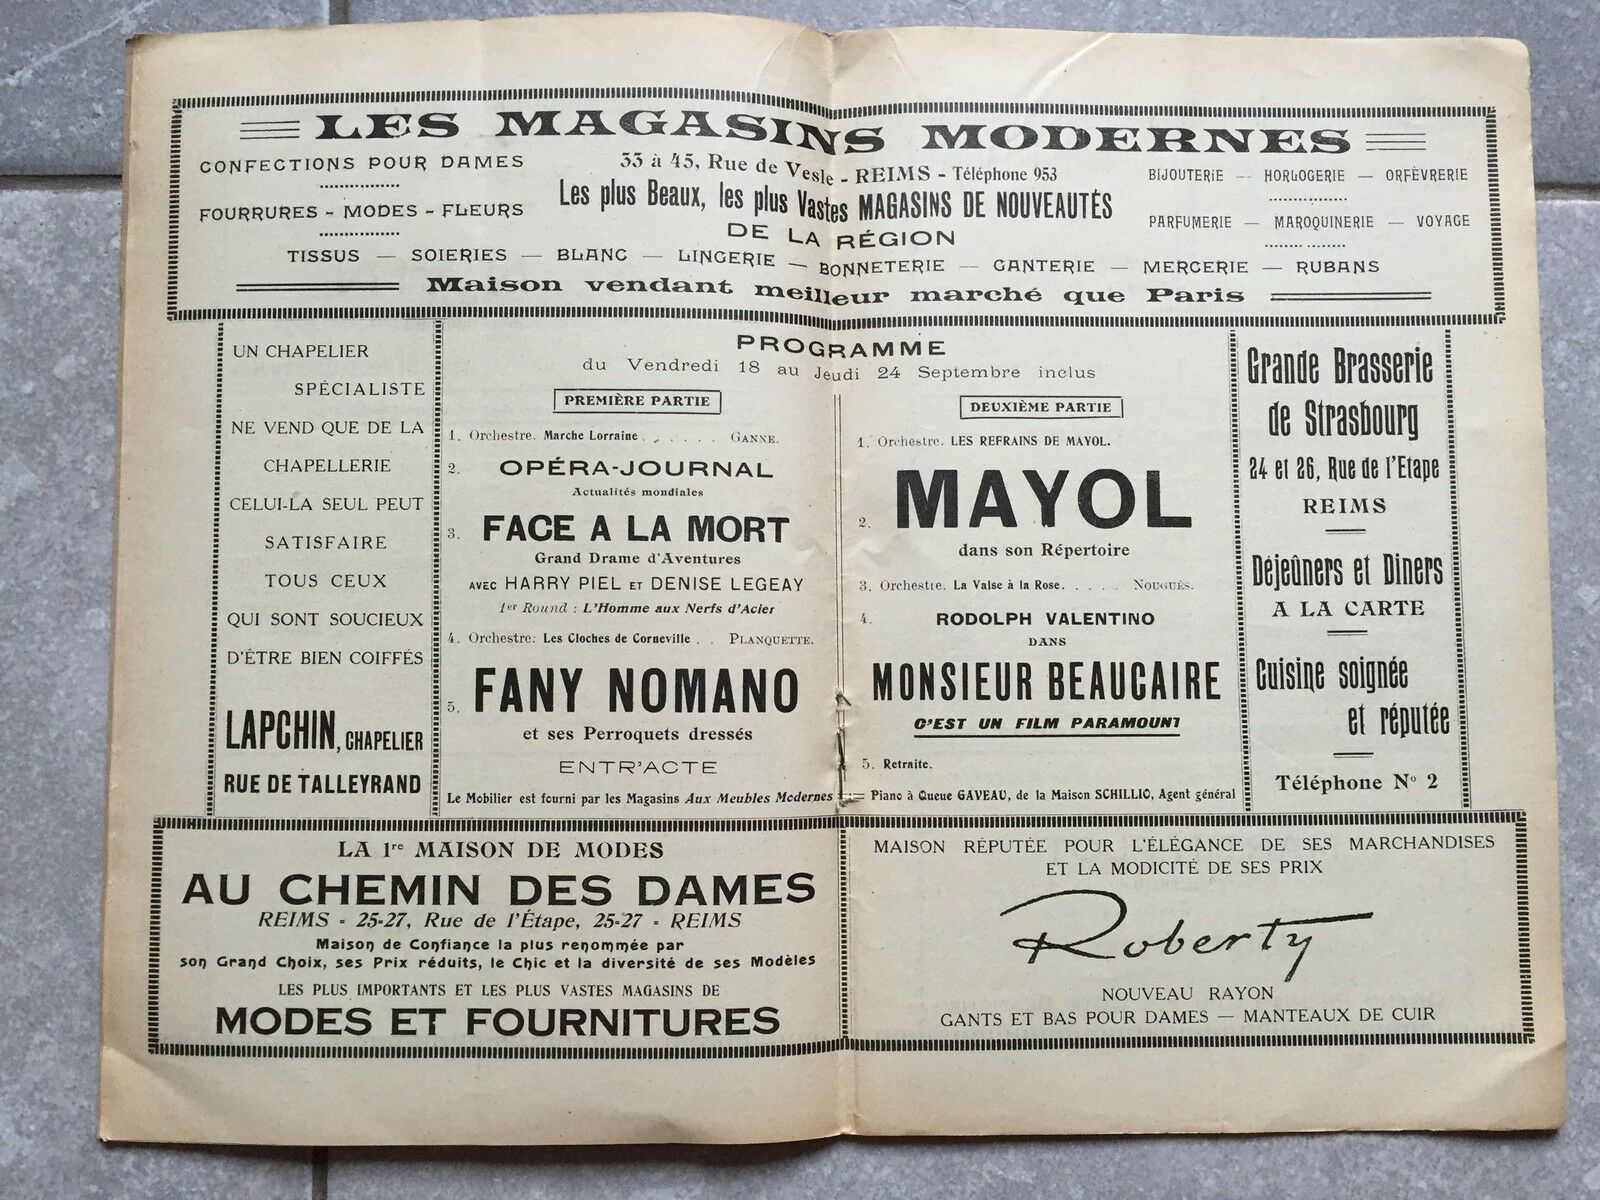 LES MAGASINS MODERNES
CONFECTIONS POUR DAMES
FOURRURES - MODES - FLEURS
33 à 45, Rue de Vesle - REIMS - Téléphone 953
Les plus Beaux, les plus Vastes MAGASINS DE NOUVEAUTÉS
DE LA RÉGION
BIJOUTERIE — HORLOGERIE — ORFÈVRERIE
PARFUMERIE — MAROQUINERIE — VOYAGE
TISSUS — SOIERIES — BLANC — LINGERIE — BONNETERIE — GANTERIE — MERCERIE — RUBANS
Maison vendant meilleur marché que Paris
UN CHAPELIER
SPÉCIALISTE
NE VEND QUE DE LA
CHAPELLERIE
CELUI-LA SEUL PEUT
SATISFAIRE
TOUS CEUX
QUI SONT SOUCIEUX
D'ÊTRE BIEN COIFFÉS
LAPCHIN, CHAPELIER
RUE DE TALLEYRAND
PROGRAMME
du Vendredi 18 au Jeudi 24 Septembre inclus
PREMIÈRE PARTIE
1. Orchestre. Marche Lorraine . . . . . . GANNE.
2. OPÉRA-JOURNAL
Actualités mondiales
3. FACE A LA MORT
Grand Drame d'Aventures
AVEC HARRY PIEL ET DENISE LEGEAY
1er Round : L'Homme aux Nerfs d'Acier
4. Orchestre: Les Cloches de Corneville . . PLANQUETTE.
5. FANY NOMANO
et ses Perroquets dressés
ENTR'ACTE
Le Mobilier est fourni par les Magasins Aux Meubles Modernes
DEUXIÈME PARTIE
1. Orchestre. LES REFRAINS DE MAYOL.
2. MAYOL
dans son Répertoire
3. Orchestre. La Valse à la Rose. . . . . NOUGUÈS.
4. RODOLPH VALENTINO
DANS
MONSIEUR BEAUCAIRE
C'EST UN FILM PARAMOUNT
5. Retraite.
Piano à Queue GAVEAU, de la Maison SCHILLIO, Agent général
Grande Brasserie
de Strasbourg
24 et 26, Rue de l'Etape
REIMS
Déjeûners et Diners
A LA CARTE
Cuisine soignée
et réputée
Téléphone No 2
LA 1re MAISON DE MODES
AU CHEMIN DES DAMES
REIMS - 25-27, Rue de l'Étape, 25-27 - REIMS
Maison de Confiance la plus renommée par
son Grand Choix, ses Prix réduits, le Chic et la diversité de ses Modèles
LES PLUS IMPORTANTS ET LES PLUS VASTES MAGASINS DE
MODES ET FOURNITURES
MAISON RÉPUTÉE POUR L'ÉLÉGANCE DE SES MARCHANDISES
ET LA MODICITÉ DE SES PRIX
Roberty
NOUVEAU RAYON
GANTS ET BAS POUR DAMES — MANTEAUX DE CUIR